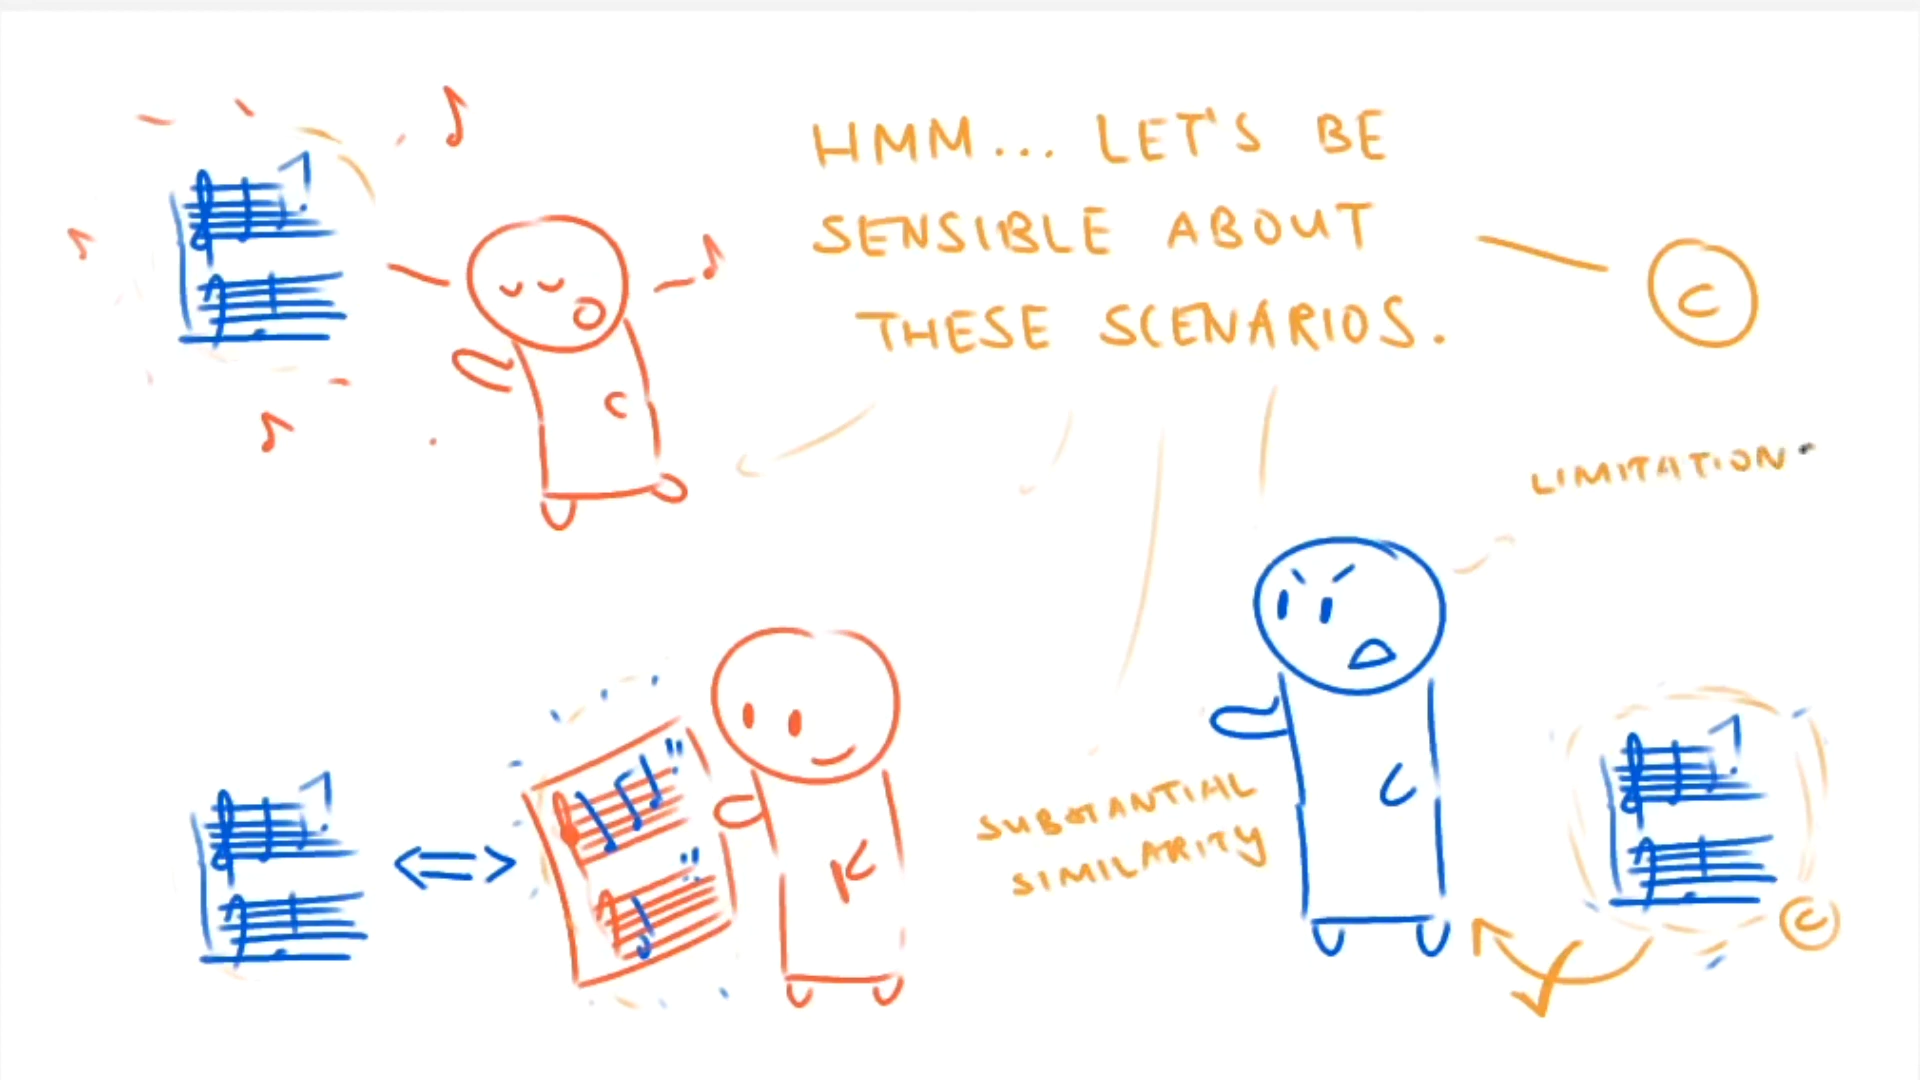 HMM... LET'S BE
SENSIBLE ABOUT
THESE SCENARIOS.
C
C
LIMITATION
SUBSTANTIAL
SIMILARITY
K
C
C